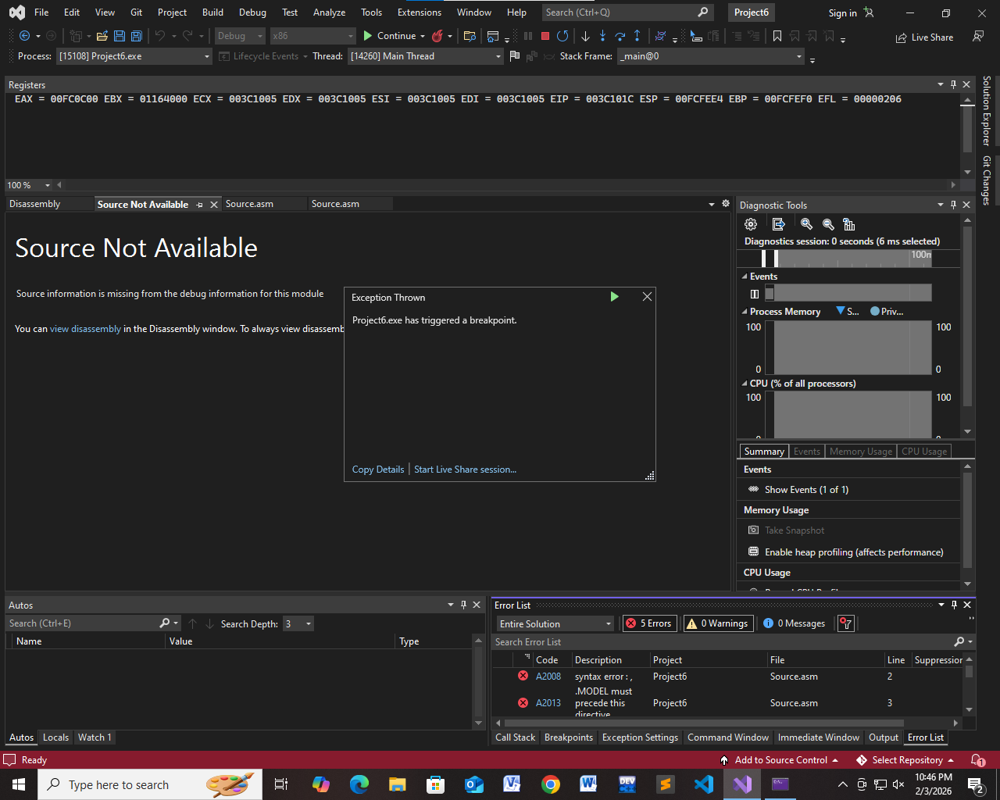 File Edit View Git Project Build Debug Test Analyze Tools Extensions Window Help Search (Ctrl+Q) Project6 Sign in
Debug x86 Continue Live Share
Process: [15108] Project6.exe Lifecycle Events Thread: [14260] Main Thread Stack Frame: _main@0
Registers
EAX = 00FC0C00 EBX = 01164000 ECX = 003C1005 EDX = 003C1005 ESI = 003C1005 EDI = 003C1005 EIP = 003C101C ESP = 00FCFEE4 EBP = 00FCFEF0 EFL = 00000206
100 %
Solution Explorer
Git Changes
Disassembly Source Not Available Source.asm Source.asm
Source Not Available
Source information is missing from the debug information for this module
You can view disassembly in the Disassembly window. To always view disassemb
Exception Thrown
Project6.exe has triggered a breakpoint.
Copy Details Start Live Share session...
Diagnostic Tools
Diagnostics session: 0 seconds (6 ms selected)
100m
Events
Process Memory S... Priv...
100 100
0 0
CPU (% of all processors)
100 100
Summary Events Memory Usage CPU Usage
Events
Show Events (1 of 1)
Memory Usage
Take Snapshot
Enable heap profiling (affects performance)
CPU Usage
Autos
Search (Ctrl+E) Search Depth: 3
Name Value Type
Autos Locals Watch 1
Error List
Entire Solution 5 Errors 0 Warnings 0 Messages
Search Error List
Code Description Project File Line Suppression
A2008 syntax error : , Project6 Source.asm 2
A2013 .MODEL must precede this directive Project6 Source.asm 3
Call Stack Breakpoints Exception Settings Command Window Immediate Window Output Error List
Ready Add to Source Control Select Repository 1
Type here to search
DEV
10:46 PM
2/3/2026
2